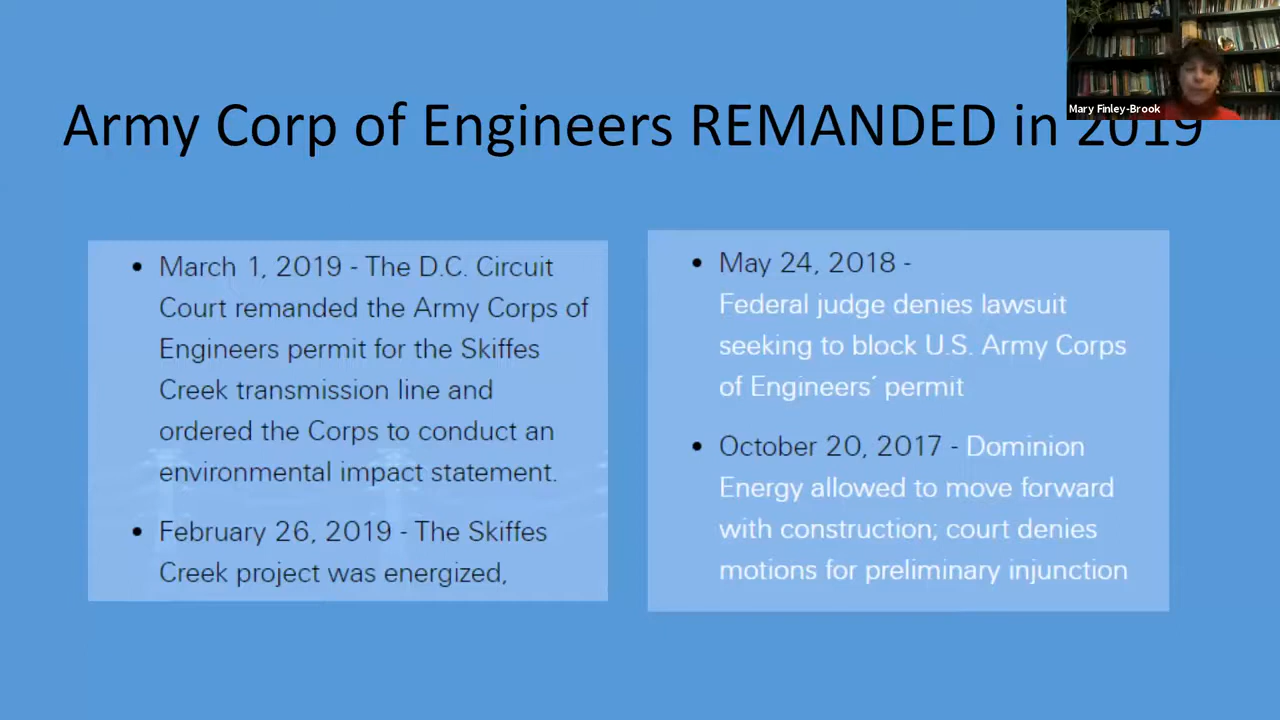 Army Corp of Engineers REMANDED in 2019
Mary Finley-Brook
• March 1, 2019 - The D.C. Circuit
Court remanded the Army Corps of
Engineers permit for the Skiffes
Creek transmission line and
ordered the Corps to conduct an
environmental impact statement.
• February 26, 2019 - The Skiffes
Creek project was energized,
• May 24, 2018 -
Federal judge denies lawsuit
seeking to block U.S. Army Corps
of Engineers´ permit
• October 20, 2017 - Dominion
Energy allowed to move forward
with construction; court denies
motions for preliminary injunction